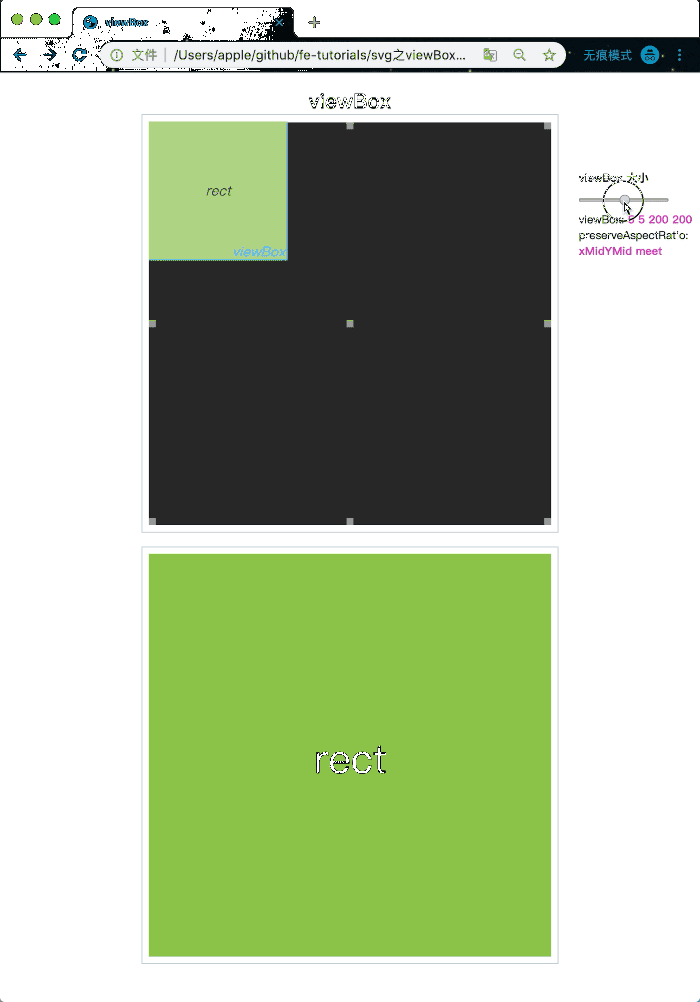 viewBox
文件 | /Users/apple/github/fe-tutorials/svg之viewBox...
无痕模式
viewBox
rect
viewBox
viewBox 大小
viewBox: 5 5 200 200
preserveAspectRatio:
xMidYMid meet
rect